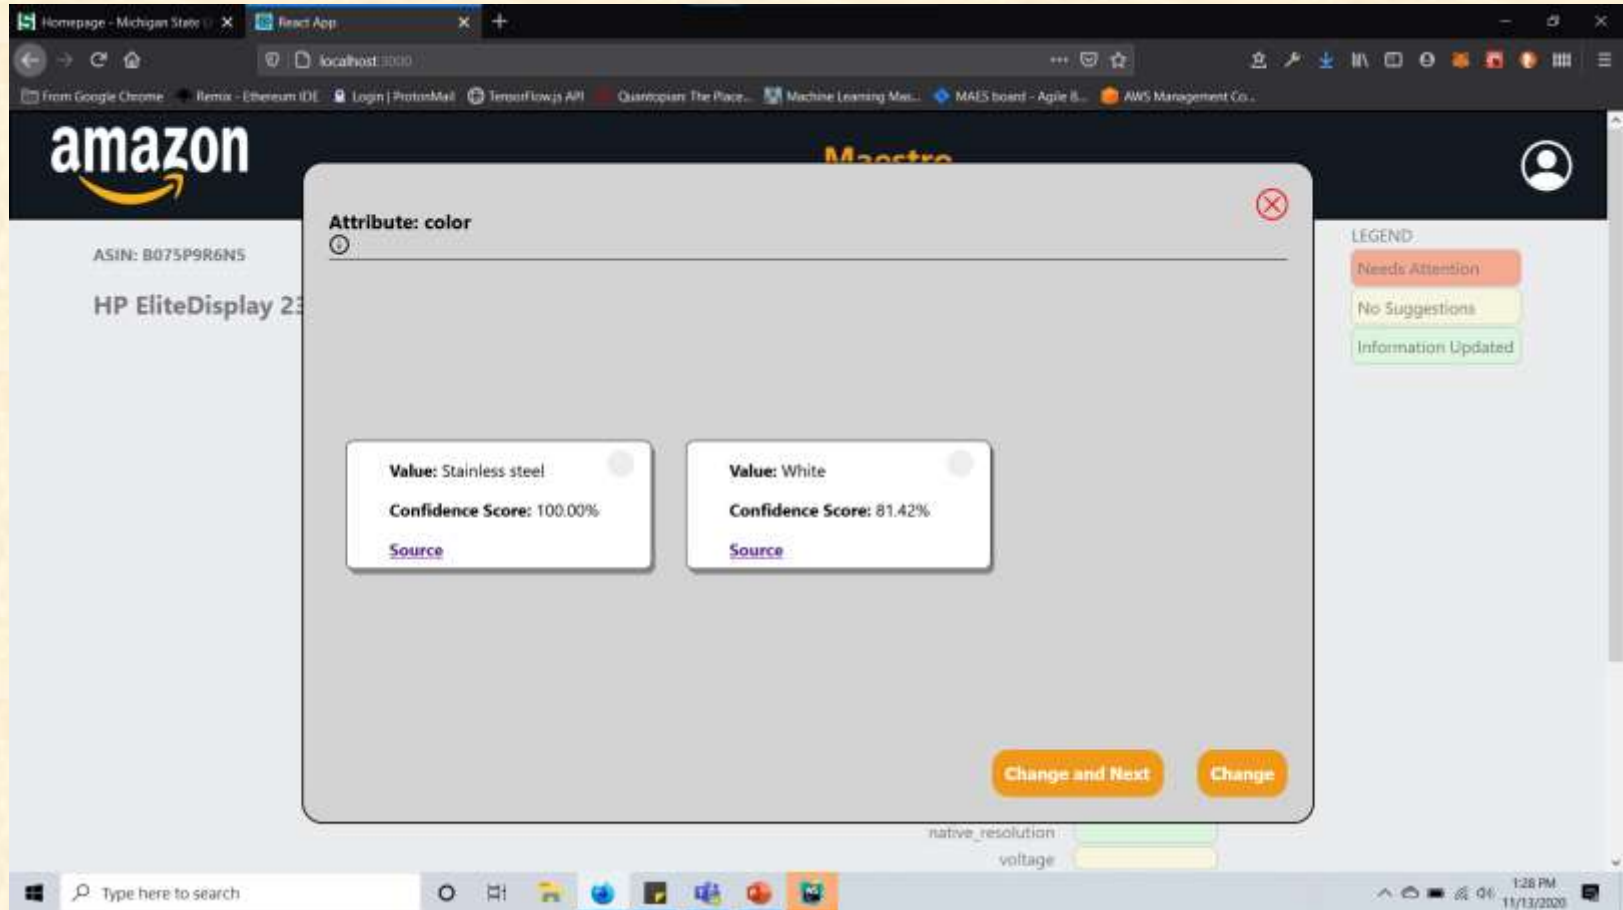 Homepage - Michigan State
React App
localhost:3000
From Google Chrome
Remix - Ethereum IDE
Login | ProtonMail
TensorFlow.js API
Quantopian: The Place...
Machine Learning Mas...
MAES board - Agile B...
AWS Management Co...
amazon
Maestro
Attribute: color
ASIN: B075P9R6N5
HP EliteDisplay 23
LEGEND
Needs Attention
No Suggestions
Information Updated
Value: Stainless steel
Confidence Score: 100.00%
Source
Value: White
Confidence Score: 81.42%
Source
Change and Next
Change
native_resolution
voltage
Type here to search
1:28 PM
11/13/2020